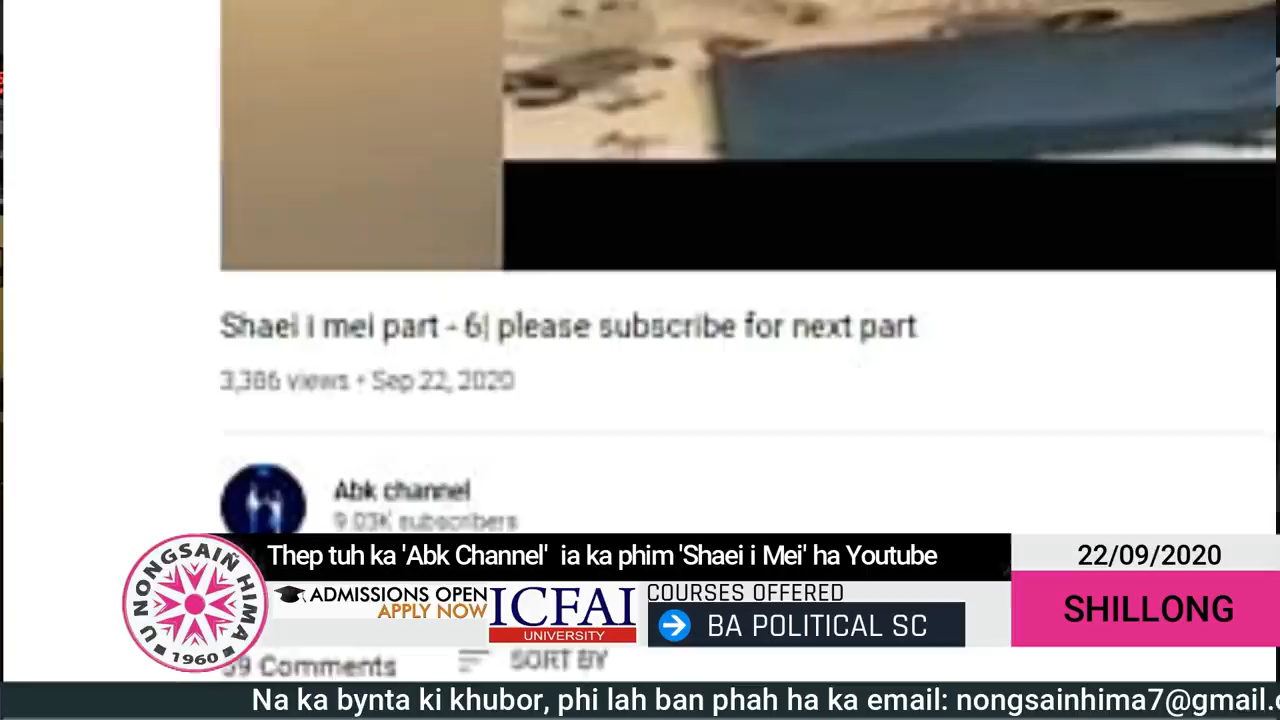 Shaei i mei part - 6| please subscribe for next part
3,386 views • Sep 22, 2020
Abk channel
9.03K subscribers
Thep tuh ka 'Abk Channel' ia ka phim 'Shaei i Mei' ha Youtube
22/09/2020
U NONGSAIÑ HIMA
1960
ADMISSIONS OPEN
APPLY NOW
ICFAI
UNIVERSITY
COURSES OFFERED
BA POLITICAL SC
SHILLONG
Comments
SORT BY
Na ka bynta ki khubor, phi lah ban phah ha ka email: nongsainhima7@gmail.